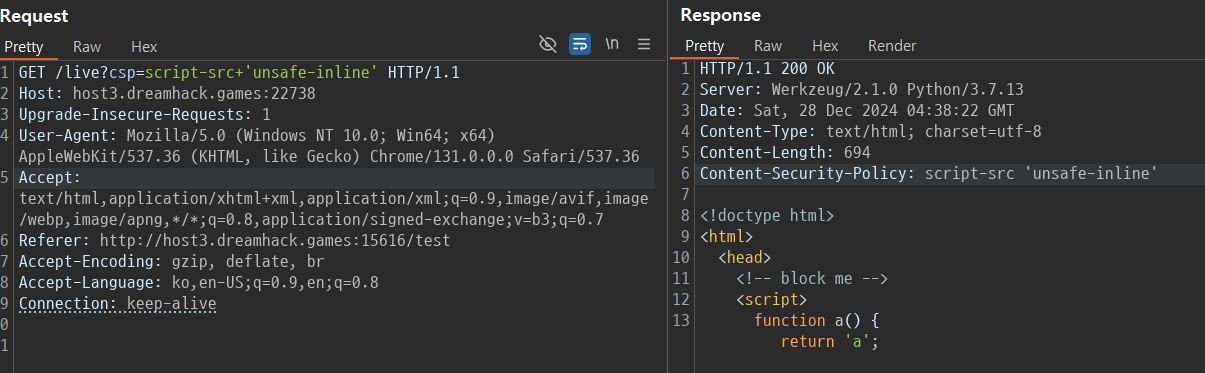 Request
Pretty Raw Hex
\n
1 GET /live?csp=script-src+'unsafe-inline' HTTP/1.1
2 Host: host3.dreamhack.games:22738
3 Upgrade-Insecure-Requests: 1
4 User-Agent: Mozilla/5.0 (Windows NT 10.0; Win64; x64)
AppleWebKit/537.36 (KHTML, like Gecko) Chrome/131.0.0.0 Safari/537.36
5 Accept:
text/html,application/xhtml+xml,application/xml;q=0.9,image/avif,image
/webp,image/apng,*/*;q=0.8,application/signed-exchange;v=b3;q=0.7
6 Referer: http://host3.dreamhack.games:15616/test
7 Accept-Encoding: gzip, deflate, br
8 Accept-Language: ko,en-US;q=0.9,en;q=0.8
9 Connection: keep-alive
0
1
Response
Pretty Raw Hex Render
1 HTTP/1.1 200 OK
2 Server: Werkzeug/2.1.0 Python/3.7.13
3 Date: Sat, 28 Dec 2024 04:38:22 GMT
4 Content-Type: text/html; charset=utf-8
5 Content-Length: 694
6 Content-Security-Policy: script-src 'unsafe-inline'
7
8 <!doctype html>
9 <html>
10 <head>
11 <!-- block me -->
12 <script>
13 function a() {
return 'a';